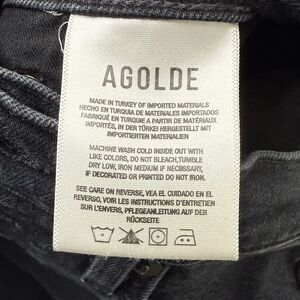 AGOLDE
MADE IN TURKEY OF IMPORTED MATERIALS
HECHO EN TURQUIA DE MATERIALES IMPORTADOS
FABRIQUÉ EN TURQUIE A PARTIR DE MATÉRIAUX
IMPORTÉS, IN DER TÜRKEI HERGESTELLT MIT
IMPORTIERTEN MATERIALIEN
MACHINE WASH COLD INSIDE OUT WITH
LIKE COLORS, DO NOT BLEACH,TUMBLE
DRY LOW, IRON MEDIUM IF NECESSARY,
IF DECORATED OR PRINTED DO NOT IRON.
SEE CARE ON REVERSE, VEA EL CUIDADO EN EL
REVERSO, VOIR LES INSTRUCTIONS D'ENTRETIEN
SUR L'ENVERS, PFLEGEANLEITUNG AUF DER
RÜCKSEITE